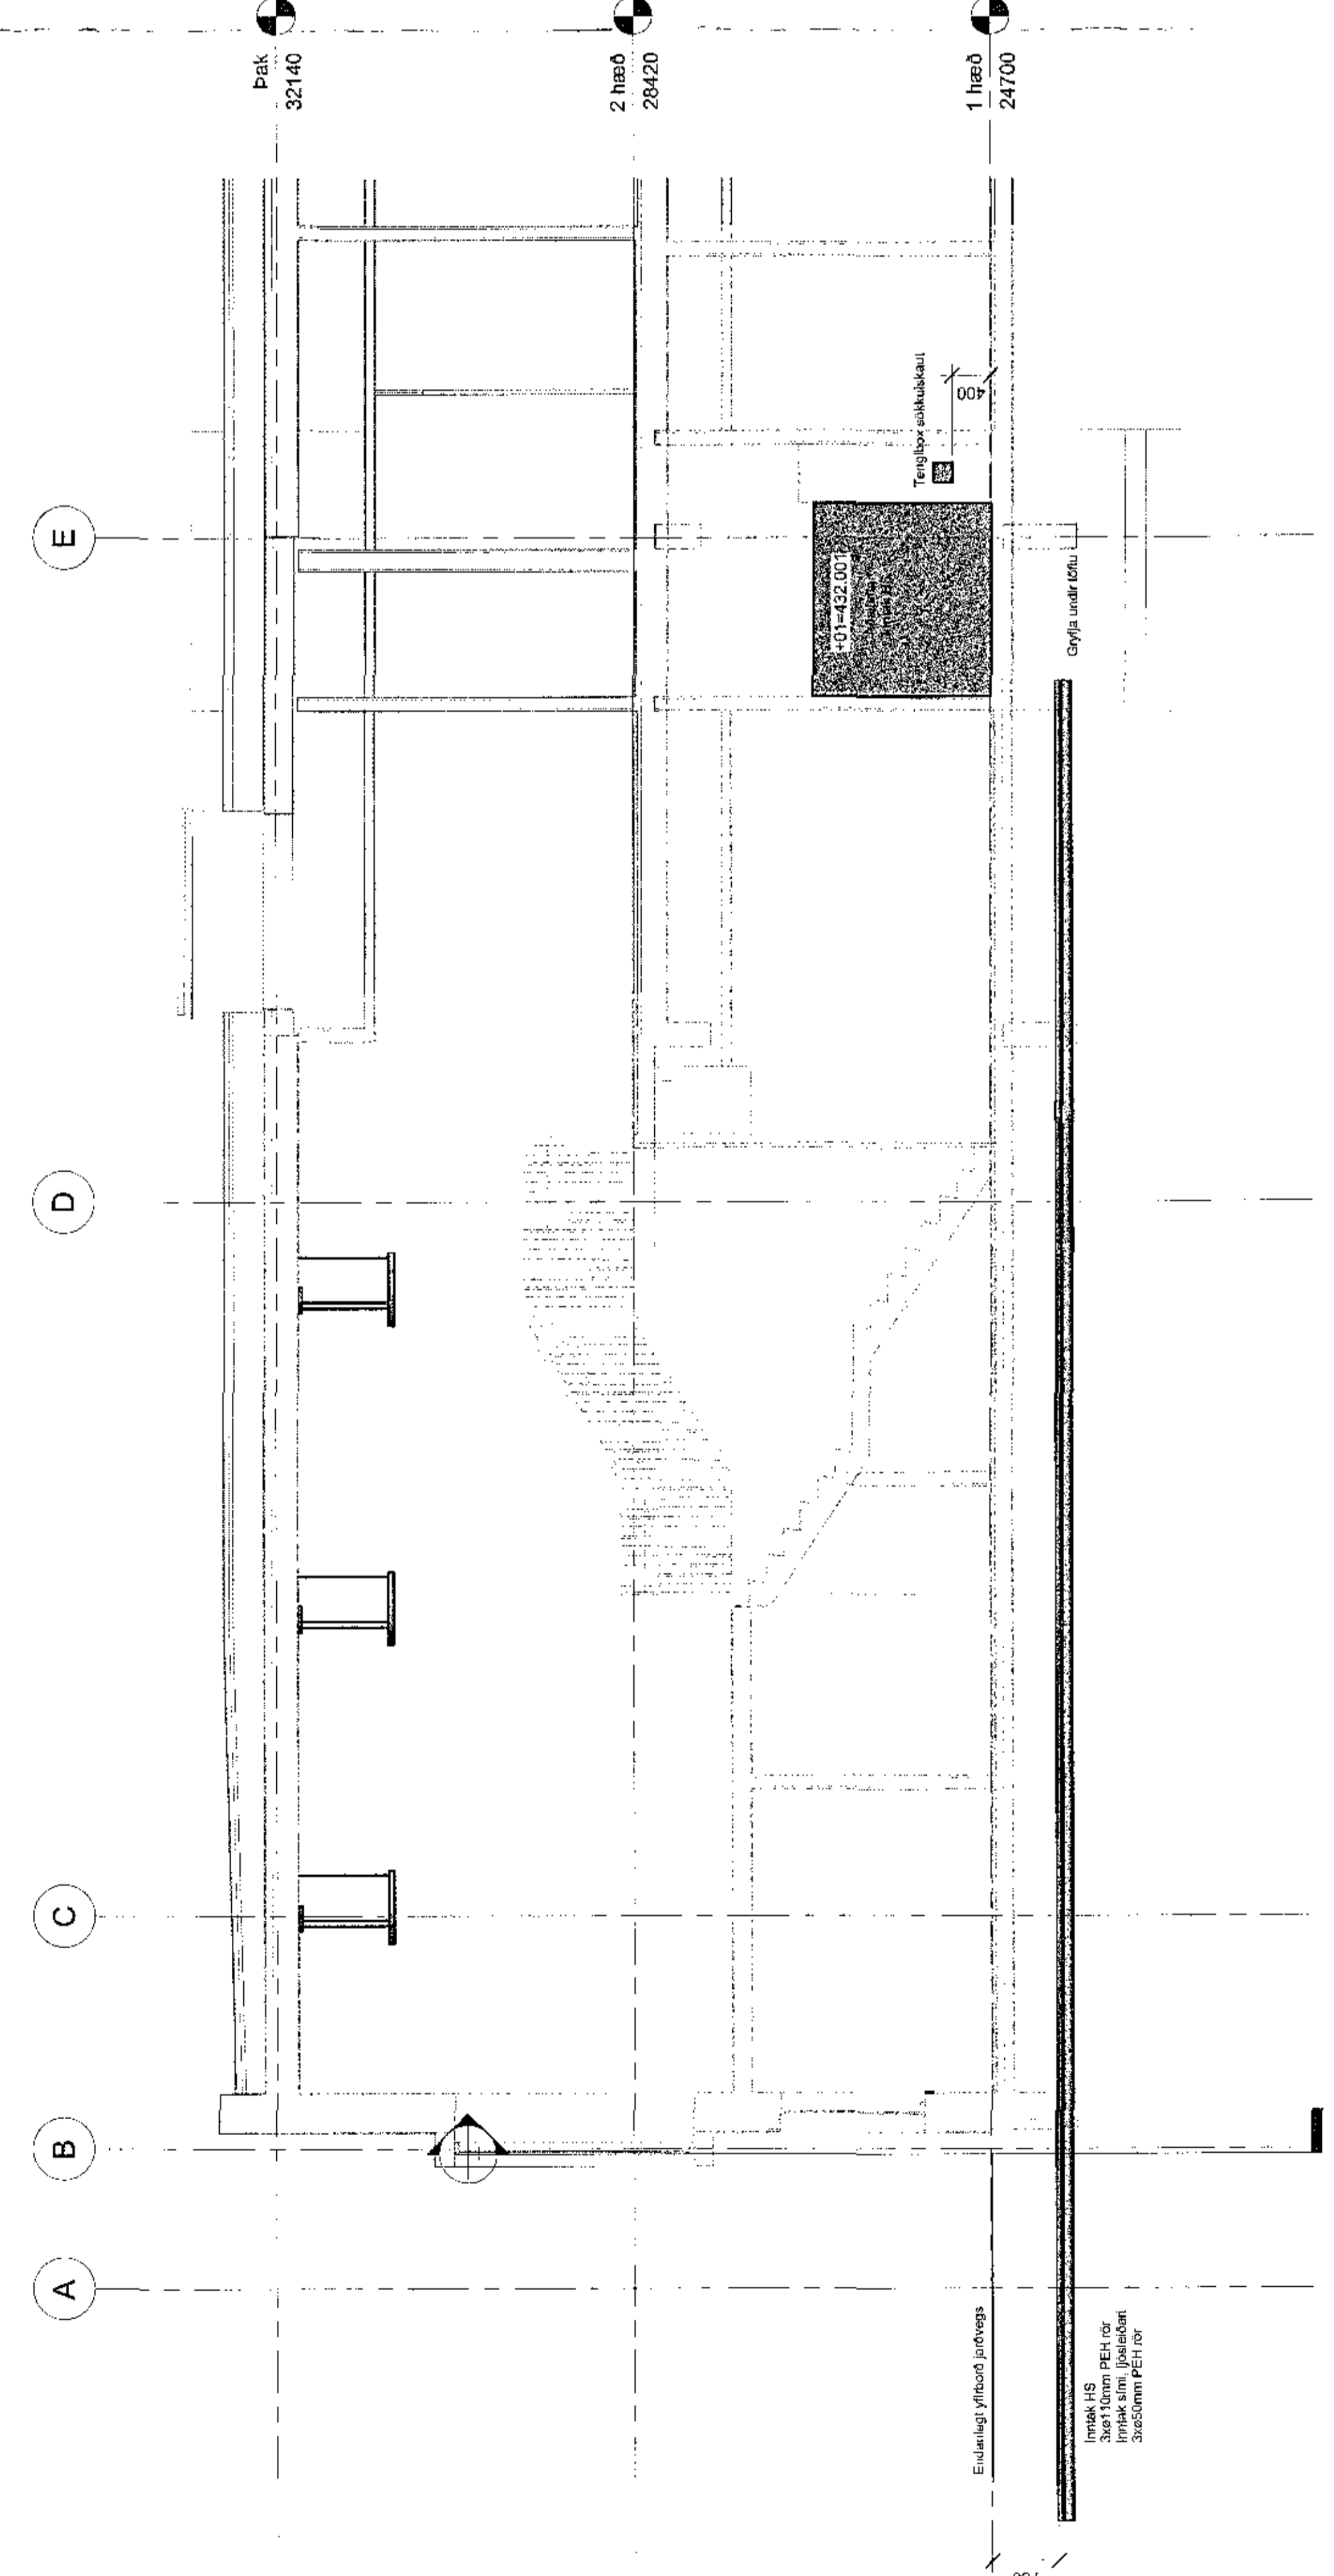 A
B
C
D
E
Þak
32140
2 hæð
28420
1 hæð
24700
Tengibox sökkulskaut
400
+01=432.001
Gryfja undir töflu
Endanlegt yfirborð jarðvegs
Inntak HS
3xø110mm PEH rör
Inntak sími, ljósleiðari
3xø50mm PEH rör